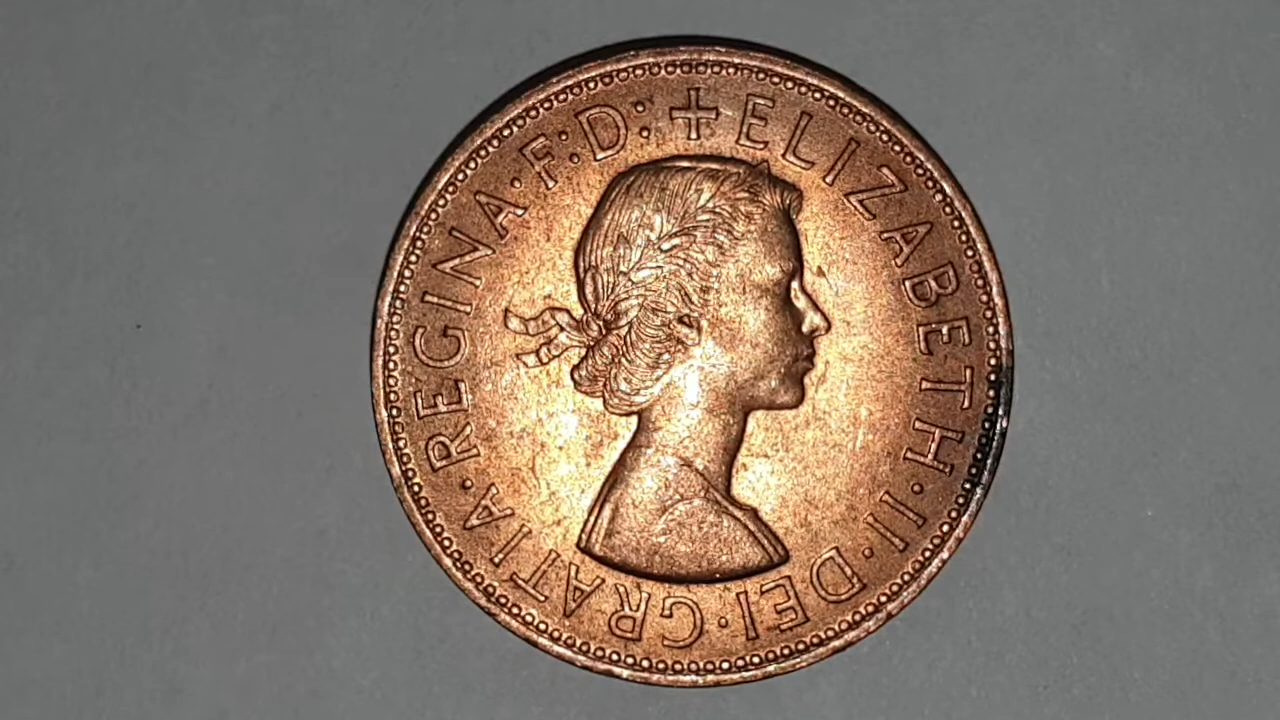 + ELIZABETH · II · DEI · GRATIA · REGINA · F: D: